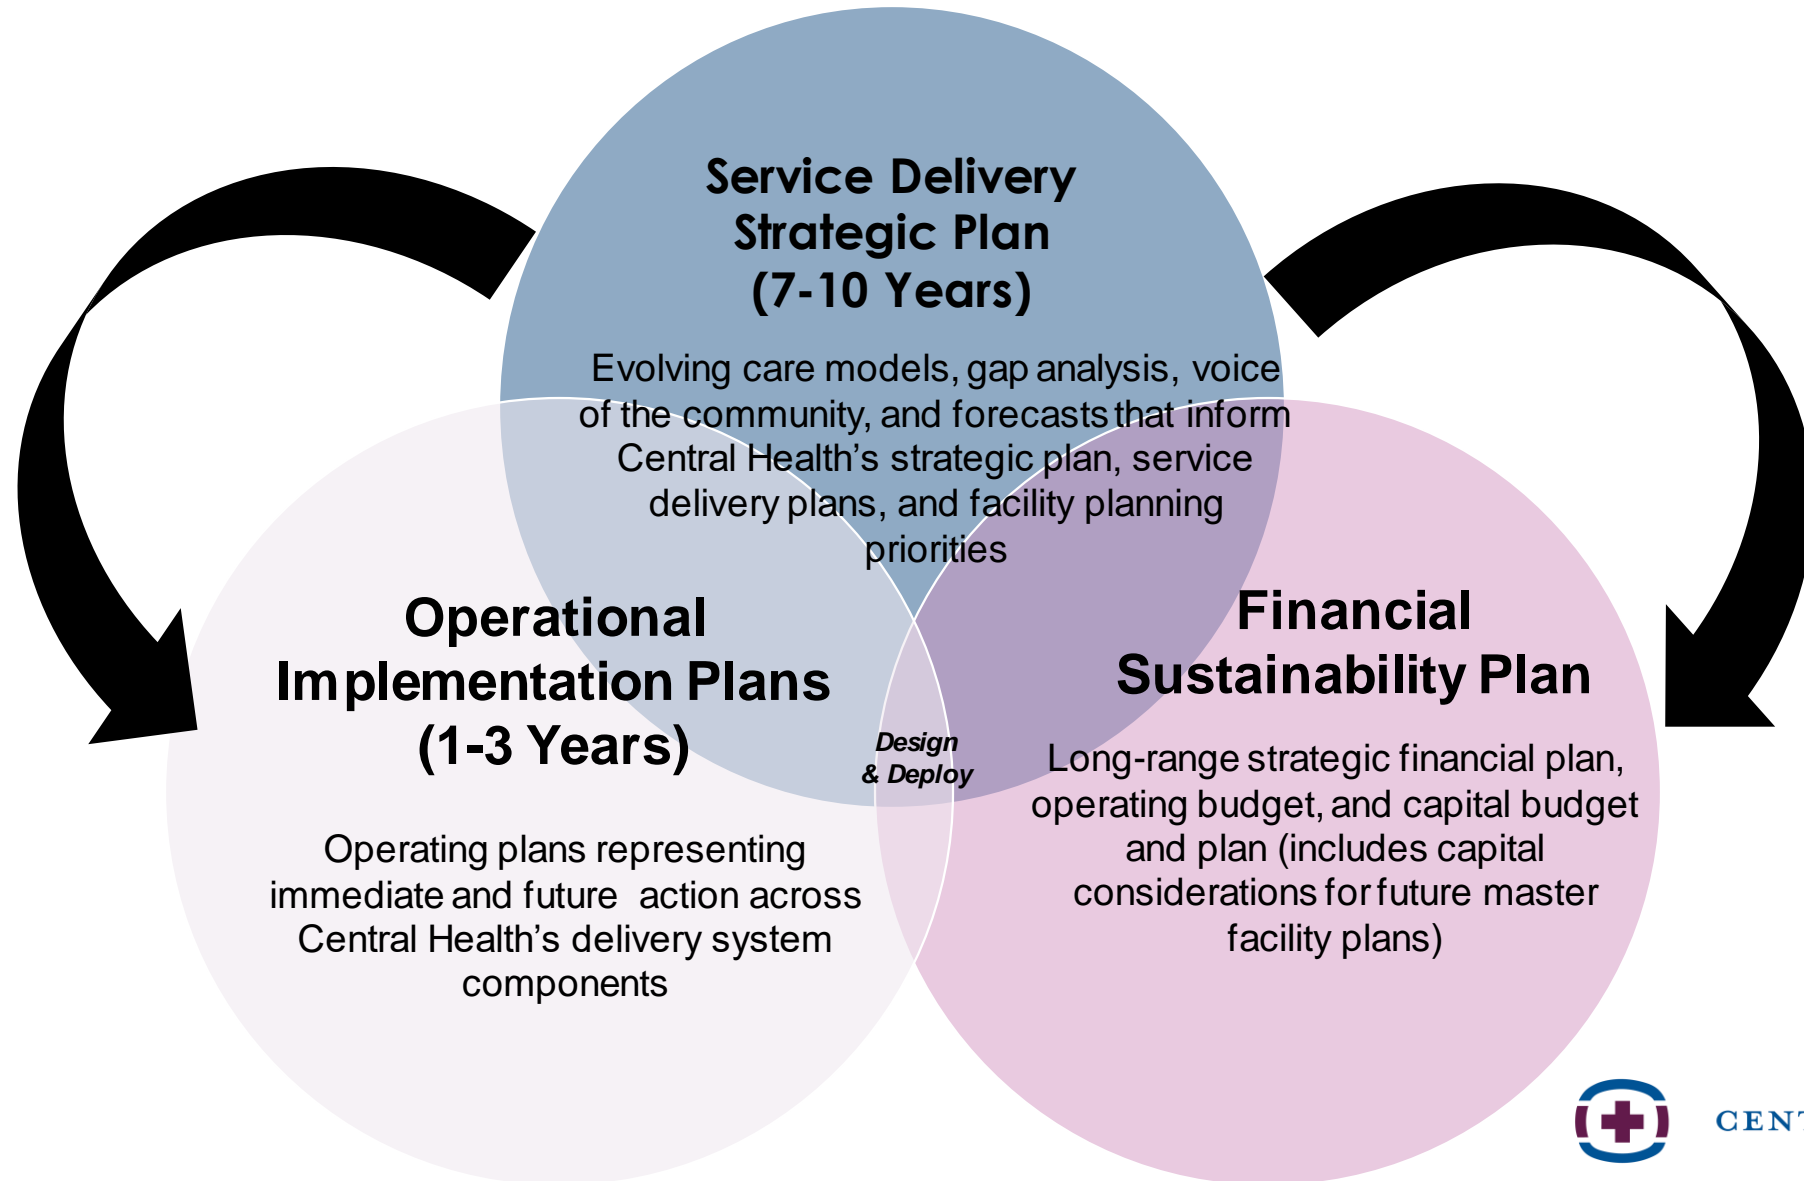 Service Delivery
Strategic Plan
(7-10 Years)
Evolving care models, gap analysis, voice
of the community, and forecasts that inform
Central Health’s strategic plan, service
delivery plans, and facility planning
priorities
Operational
Implementation Plans
(1-3 Years)
Operating plans representing
immediate and future action across
Central Health’s delivery system
components
Design
& Deploy
Financial
Sustainability Plan
Long-range strategic financial plan,
operating budget, and capital budget
and plan (includes capital
considerations for future master
facility plans)